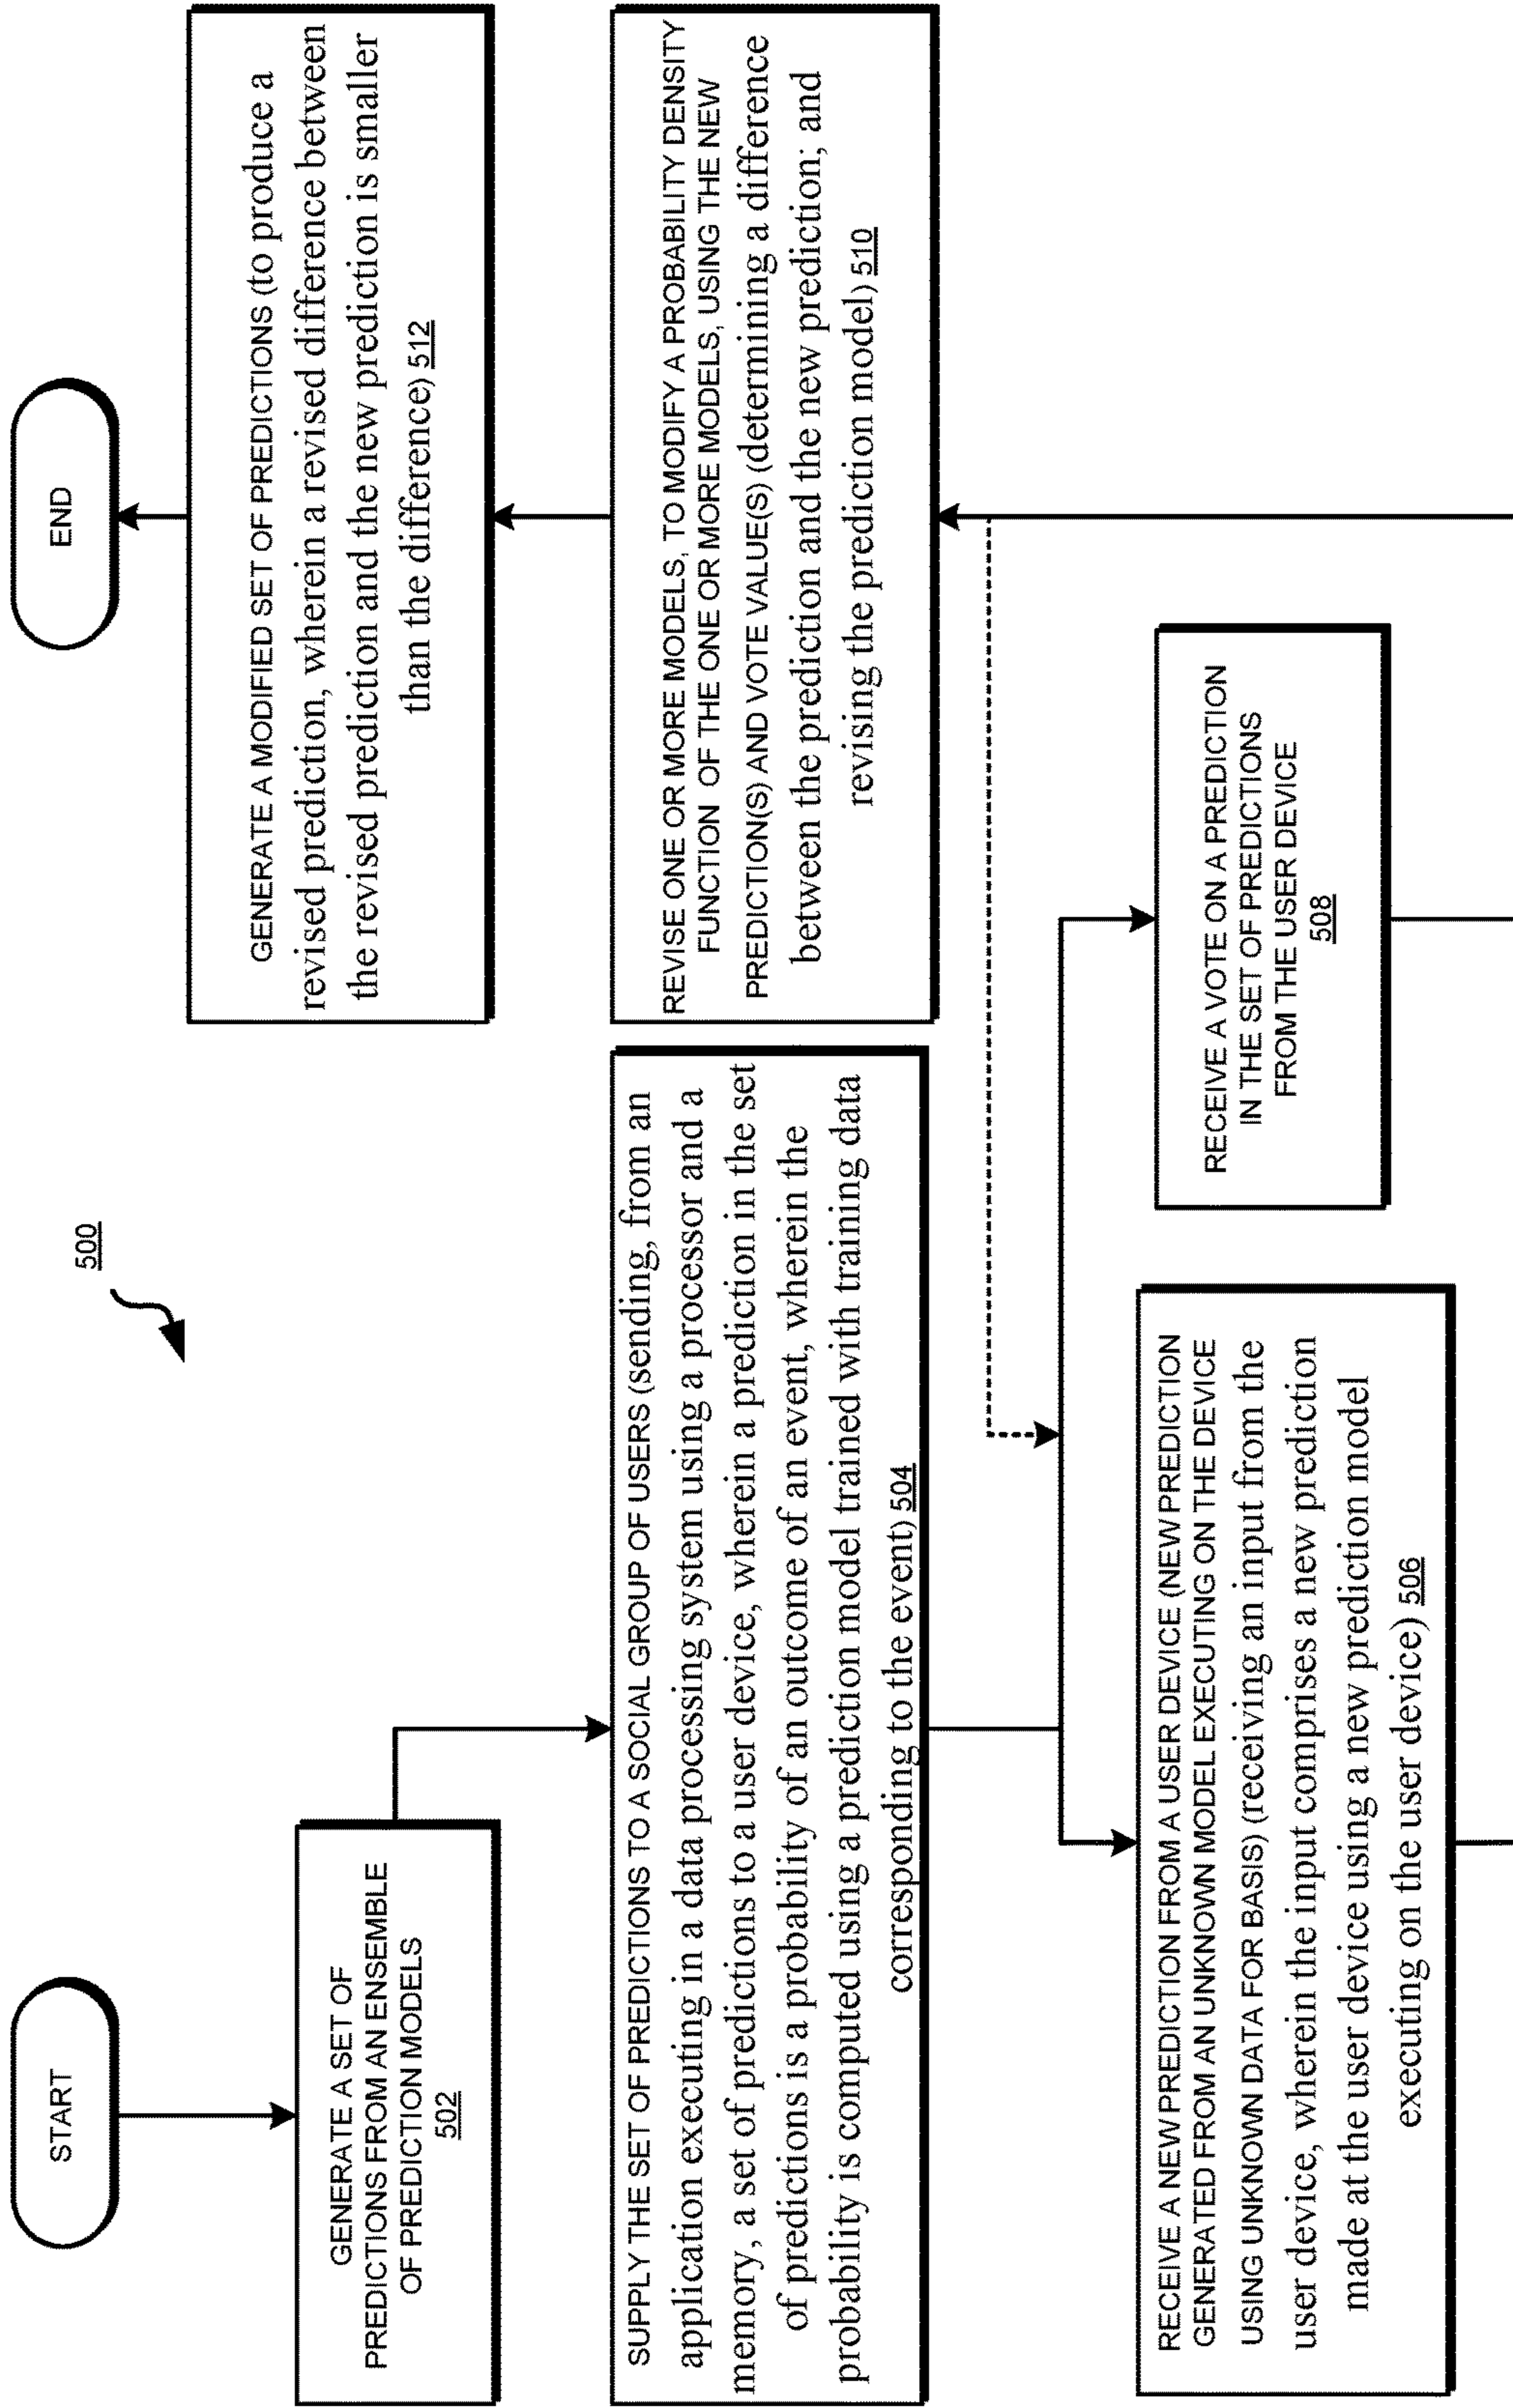 500
START
GENERATE A SET OF
PREDICTIONS FROM AN ENSEMBLE
OF PREDICTION MODELS
502
SUPPLY THE SET OF PREDICTIONS TO A SOCIAL GROUP OF USERS (sending, from an
application executing in a data processing system using a processor and a
memory, a set of predictions to a user device, wherein a prediction in the set
of predictions is a probability of an outcome of an event, wherein the
probability is computed using a prediction model trained with training data
corresponding to the event) 504
RECEIVE A NEW PREDICTION FROM A USER DEVICE (NEW PREDICTION
GENERATED FROM AN UNKNOWN MODEL EXECUTING ON THE DEVICE
USING UNKNOWN DATA FOR BASIS) (receiving an input from the
user device, wherein the input comprises a new prediction
made at the user device using a new prediction model
executing on the user device) 506
RECEIVE A VOTE ON A PREDICTION
IN THE SET OF PREDICTIONS
FROM THE USER DEVICE
508
REVISE ONE OR MORE MODELS, TO MODIFY A PROBABILITY DENSITY
FUNCTION OF THE ONE OR MORE MODELS, USING THE NEW
PREDICTION(S) AND VOTE VALUE(S) (determining a difference
between the prediction and the new prediction; and
revising the prediction model) 510
GENERATE A MODIFIED SET OF PREDICTIONS (to produce a
revised prediction, wherein a revised difference between
the revised prediction and the new prediction is smaller
than the difference) 512
END